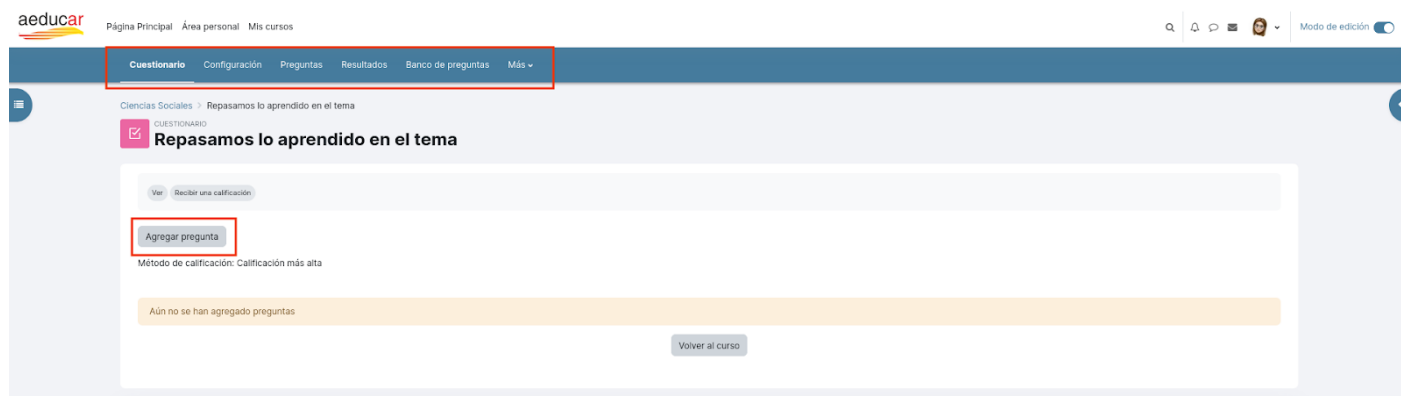 aeducar
Página Principal Área personal Mis cursos
Modo de edición
Cuestionario Configuración Preguntas Resultados Banco de preguntas Más
Ciencias Sociales > Repasamos lo aprendido en el tema
CUESTIONARIO
Repasamos lo aprendido en el tema
Ver Recibir una calificación
Agregar pregunta
Método de calificación: Calificación más alta
Aún no se han agregado preguntas
Volver al curso